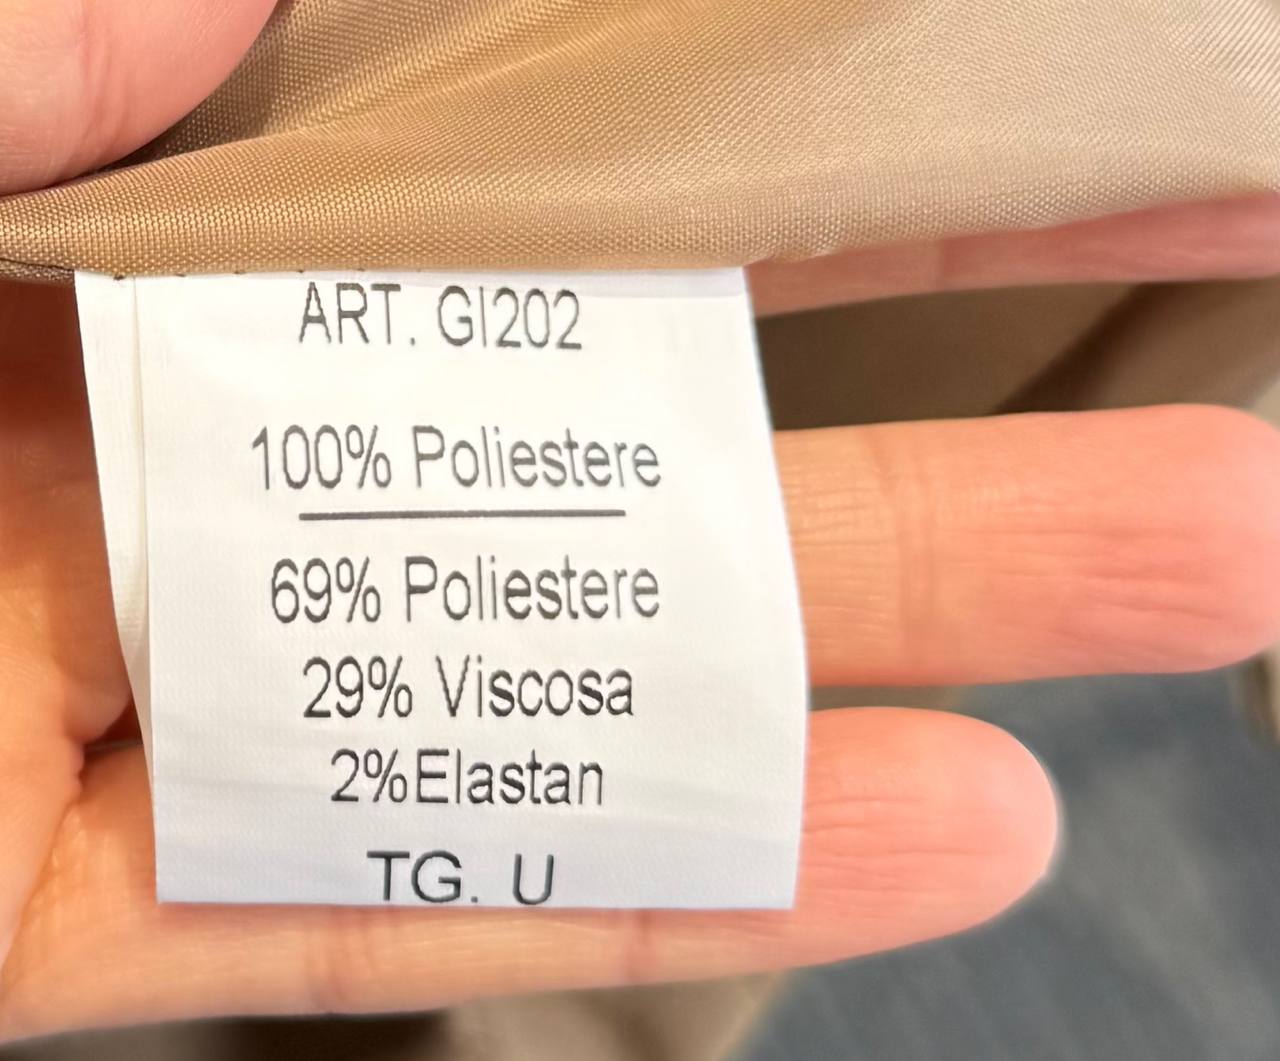 ART. GI202
100% Poliestere
69% Poliestere
29% Viscosa
2%Elastan
TG. U